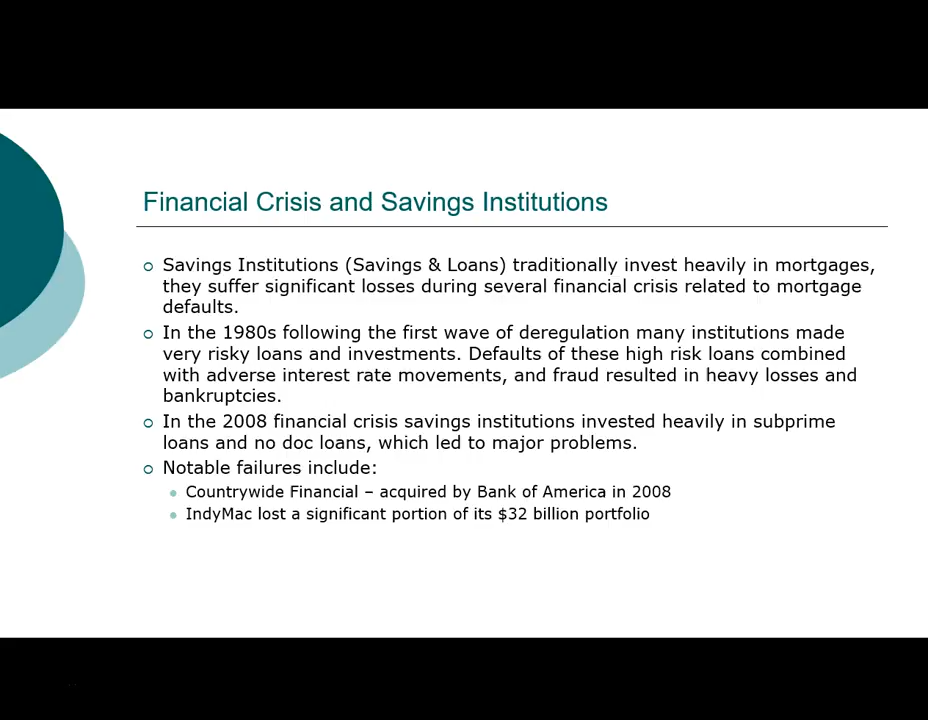 Financial Crisis and Savings Institutions
Savings Institutions (Savings & Loans) traditionally invest heavily in mortgages,
they suffer significant losses during several financial crisis related to mortgage
defaults.
In the 1980s following the first wave of deregulation many institutions made
very risky loans and investments. Defaults of these high risk loans combined
with adverse interest rate movements, and fraud resulted in heavy losses and
bankruptcies.
In the 2008 financial crisis savings institutions invested heavily in subprime
loans and no doc loans, which led to major problems.
Notable failures include:
Countrywide Financial – acquired by Bank of America in 2008
IndyMac lost a significant portion of its $32 billion portfolio